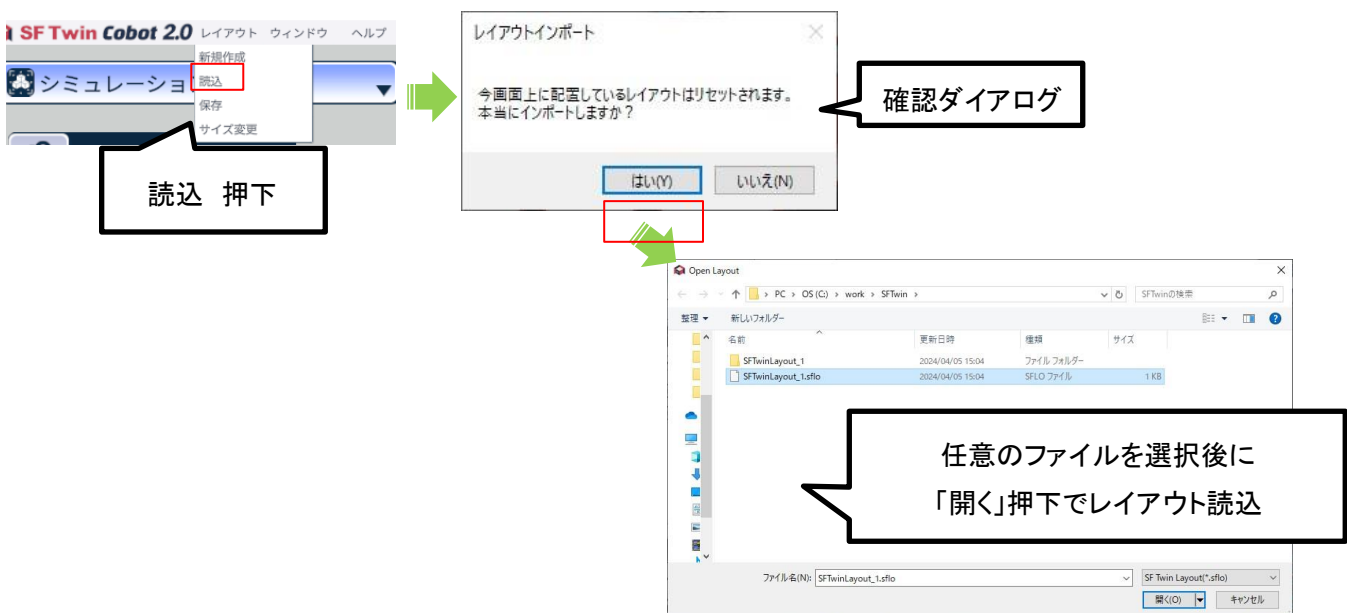 SF Twin Cobot 2.0 レイアウト ウィンドウ ヘルプ
新規作成
シミュレーショ
読込
保存
サイズ変更
読込 押下
レイアウトインポート
今画面上に配置しているレイアウトはリセットされます。
本当にインポートしますか？
はい(Y) いいえ(N)
確認ダイアログ
Open Layout
PC > OS (C:) > work > SFTwin > SFTwinの検索
整理 新しいフォルダー
名前 更新日時 種類 サイズ
SFTwinLayout_1 2024/04/05 15:04 ファイル フォルダー
SFTwinLayout_1.sflo 2024/04/05 15:04 SFLO ファイル 1 KB
任意のファイルを選択後に
「開く」押下でレイアウト読込
ファイル名(N): SFTwinLayout_1.sflo SF Twin Layout(*.sflo)
開く(O) キャンセル